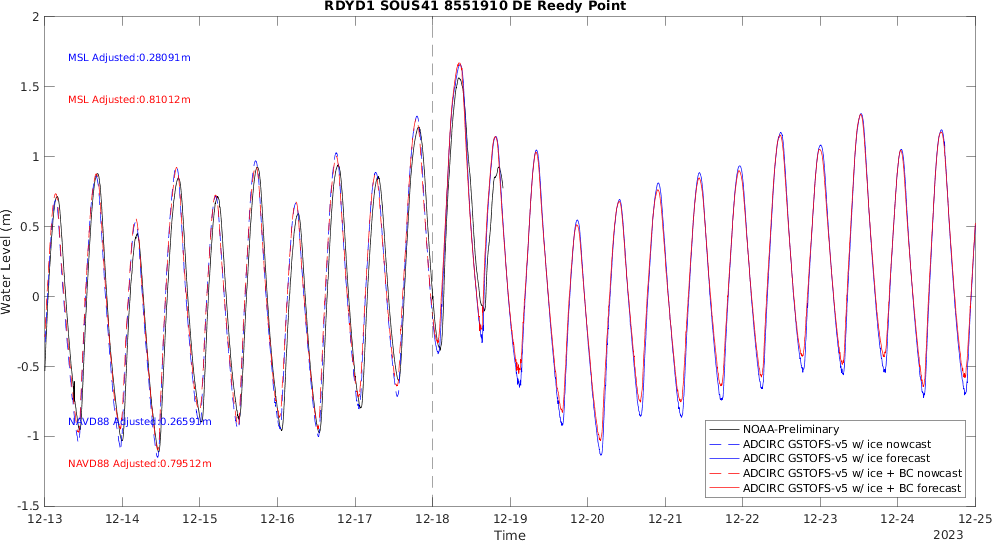 RDYD1 SOUS41 8551910 DE Reedy Point
2
1.5
1
0.5
0
-0.5
-1
-1.5
Water Level (m)
MSL Adjusted:0.28091m
MSL Adjusted:0.81012m
NAVD88 Adjusted:0.26591m
NAVD88 Adjusted:0.79512m
NOAA-Preliminary
ADCIRC GSTOFS-v5 w/ ice nowcast
ADCIRC GSTOFS-v5 w/ ice forecast
ADCIRC GSTOFS-v5 w/ ice + BC nowcast
ADCIRC GSTOFS-v5 w/ ice + BC forecast
12-13 12-14 12-15 12-16 12-17 12-18 12-19 12-20 12-21 12-22 12-23 12-24 12-25
Time
2023